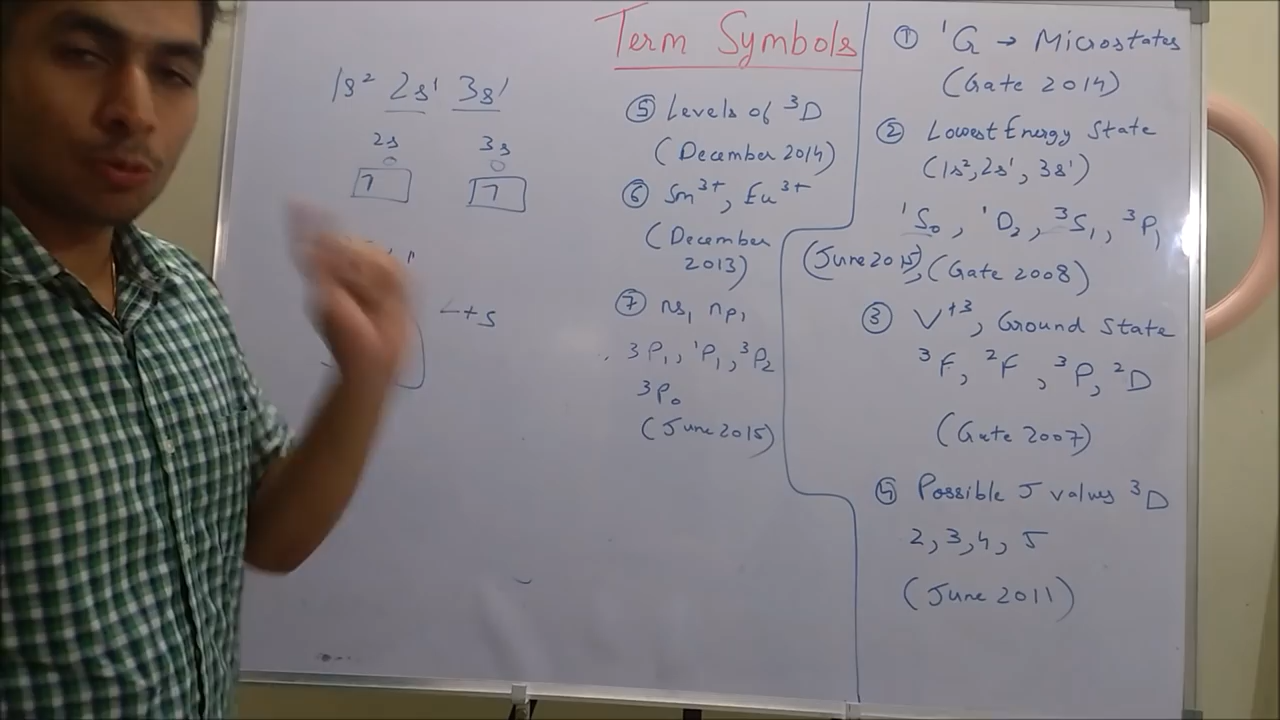 Term Symbols
1s² 2s¹ 3s¹
2s 3s
1 1
L+s
⑤ Levels of ³D
(December 2014)
⑥ Sm³⁺, Eu³⁺
(December
2013)
⑦ ns, np,
³P₁, ¹P₁, ³P₂
³P₀
(June 2015)
① ¹G → Microstates
(Gate 2014)
② Lowest Energy State
(1s², 2s¹, 3s¹)
¹S₀, ¹D₂, ³S₁, ³P₁
(June 2015), (Gate 2008)
③ V⁺³, Ground State
³F, ²F, ³P, ²D
(Gate 2007)
④ Possible J values ³D
2, 3, 4, 5
(June 2011)